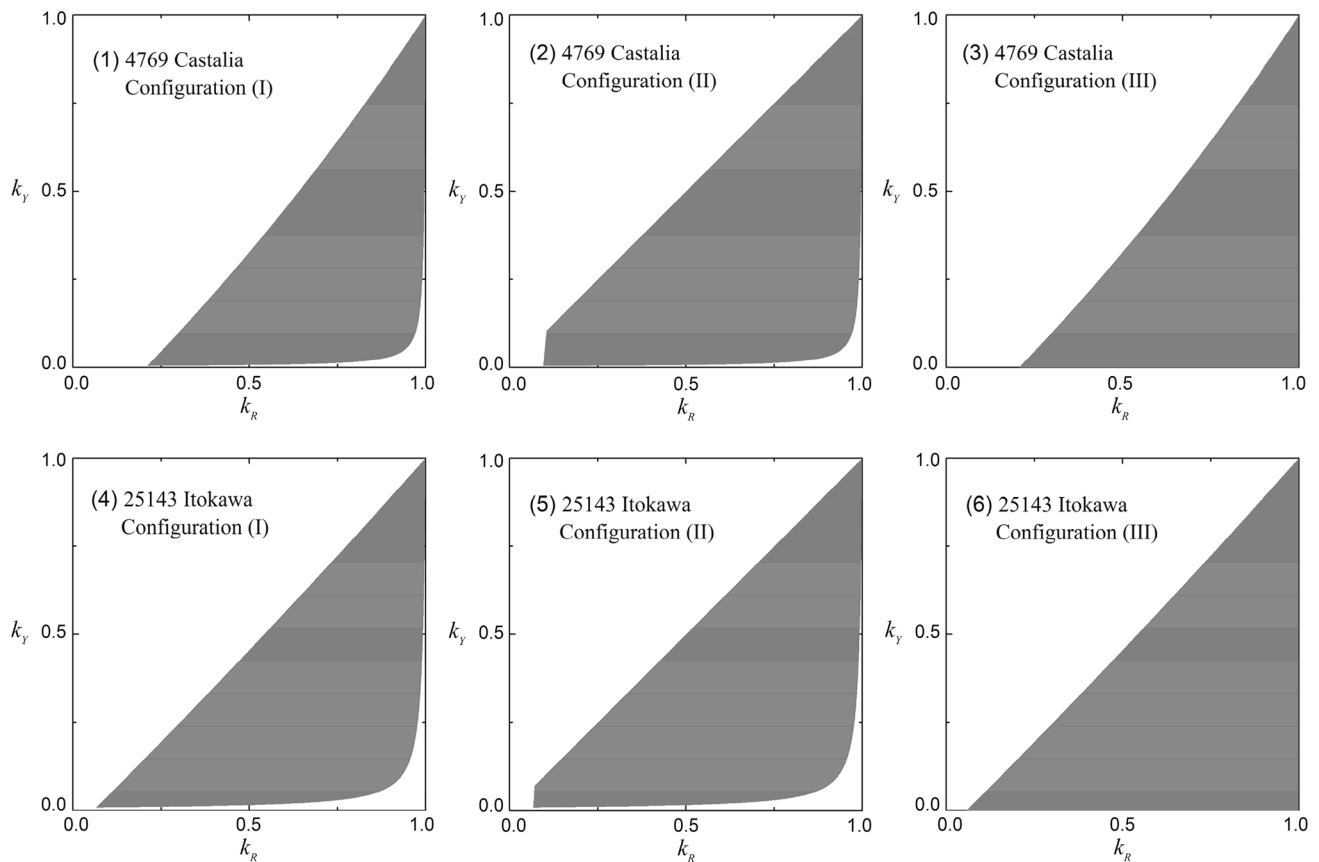 (1) 4769 Castalia
Configuration (I)
1.0
k_Y 0.5
0.0
0.0 0.5 1.0
k_R
(2) 4769 Castalia
Configuration (II)
1.0
k_Y 0.5
0.0
0.0 0.5 1.0
k_R
(3) 4769 Castalia
Configuration (III)
1.0
k_Y 0.5
0.0
0.0 0.5 1.0
k_R
(4) 25143 Itokawa
Configuration (I)
1.0
k_Y 0.5
0.0
0.0 0.5 1.0
k_R
(5) 25143 Itokawa
Configuration (II)
1.0
k_Y 0.5
0.0
0.0 0.5 1.0
k_R
(6) 25143 Itokawa
Configuration (III)
1.0
k_Y 0.5
0.0
0.0 0.5 1.0
k_R